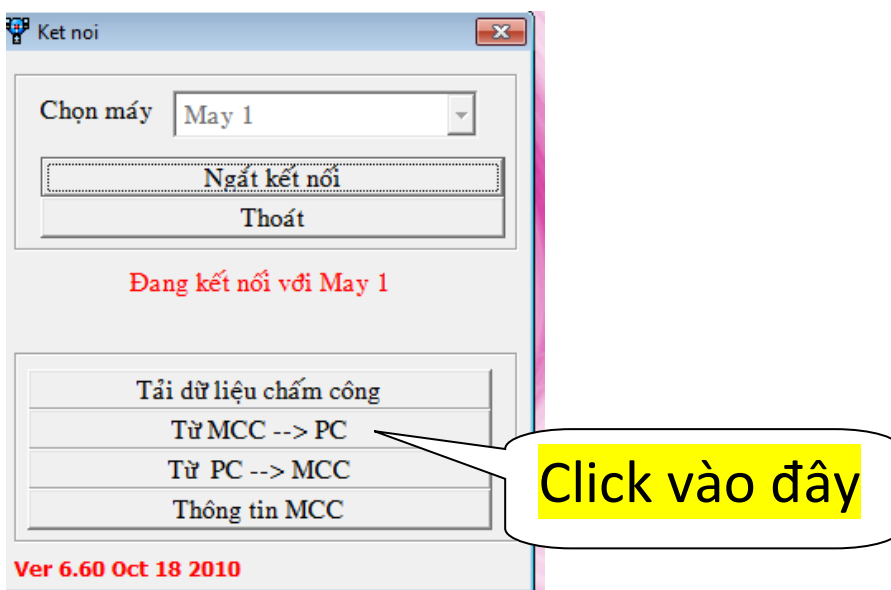 Ket noi
Chọn máy May 1
Ngắt kết nối
Thoát
Đang kết nối với May 1
Tải dữ liệu chấm công
Từ MCC --> PC
Từ PC --> MCC
Thông tin MCC
Click vào đây
Ver 6.60 Oct 18 2010